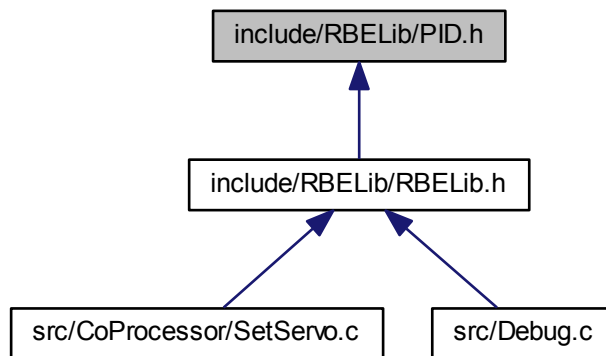 include/RBELib/PID.h
include/RBELib/RBELib.h
src/CoProcessor/SetServo.c
src/Debug.c